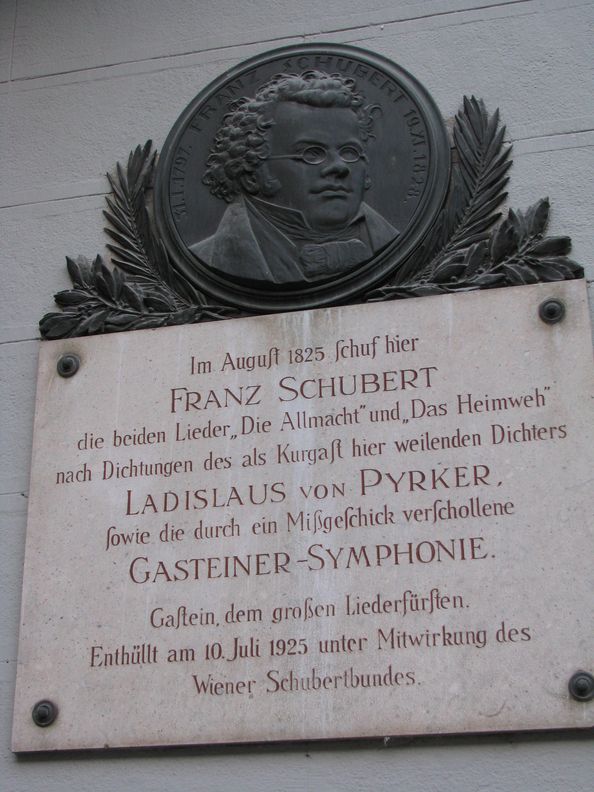 31.I.1797. FRANZ SCHUBERT 19.XI.1828.
Im Auguſt 1825 ſchuf hier
FRANZ SCHUBERT
die beiden Lieder „Die Allmacht" und „Das Heimweh"
nach Dichtungen des als Kurgaſt hier weilenden Dichters
LADISLAUS VON PYRKER,
ſowie die durch ein Mißgeſchick verſchollene
GASTEINER-SYMPHONIE.
Gaſtein, dem großen Liederfürſten.
Enthüllt am 10. Juli 1925 unter Mitwirkung des
Wiener Schubertbundes.